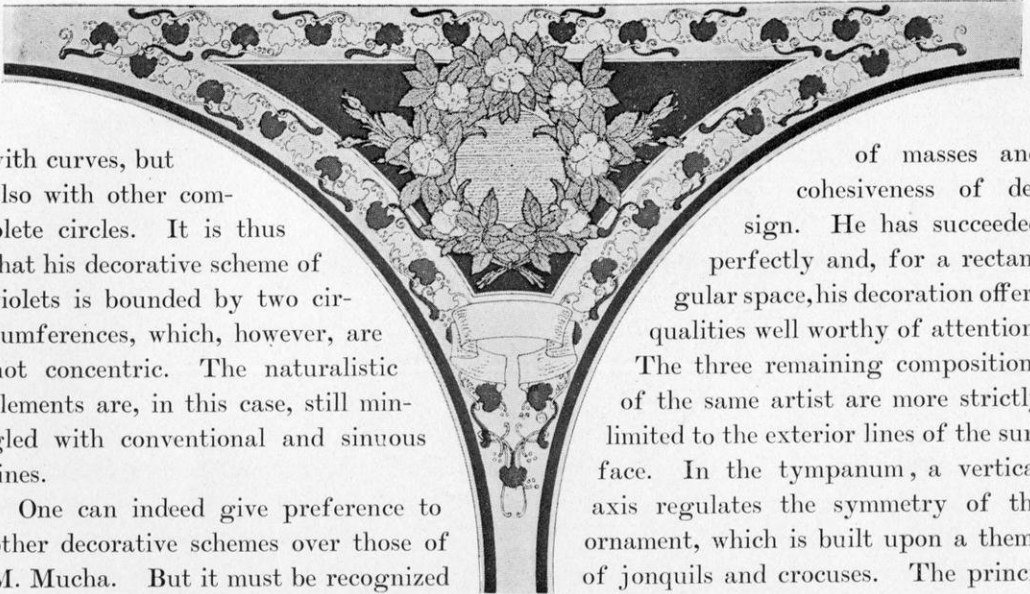 with curves, but
also with other com-
plete circles. It is thus
that his decorative scheme of
violets is bounded by two cir-
cumferences, which, however, are
not concentric. The naturalistic
elements are, in this case, still min-
gled with conventional and sinuous
lines.
One can indeed give preference to
other decorative schemes over those of
M. Mucha. But it must be recognized
of masses and
cohesiveness of de
sign. He has succeeded
perfectly and, for a rectan
gular space, his decoration offer
qualities well worthy of attention
The three remaining composition
of the same artist are more strictly
limited to the exterior lines of the sur
face. In the tympanum, a vertica
axis regulates the symmetry of th
ornament, which is built upon a them
of jonquils and crocuses. The princi